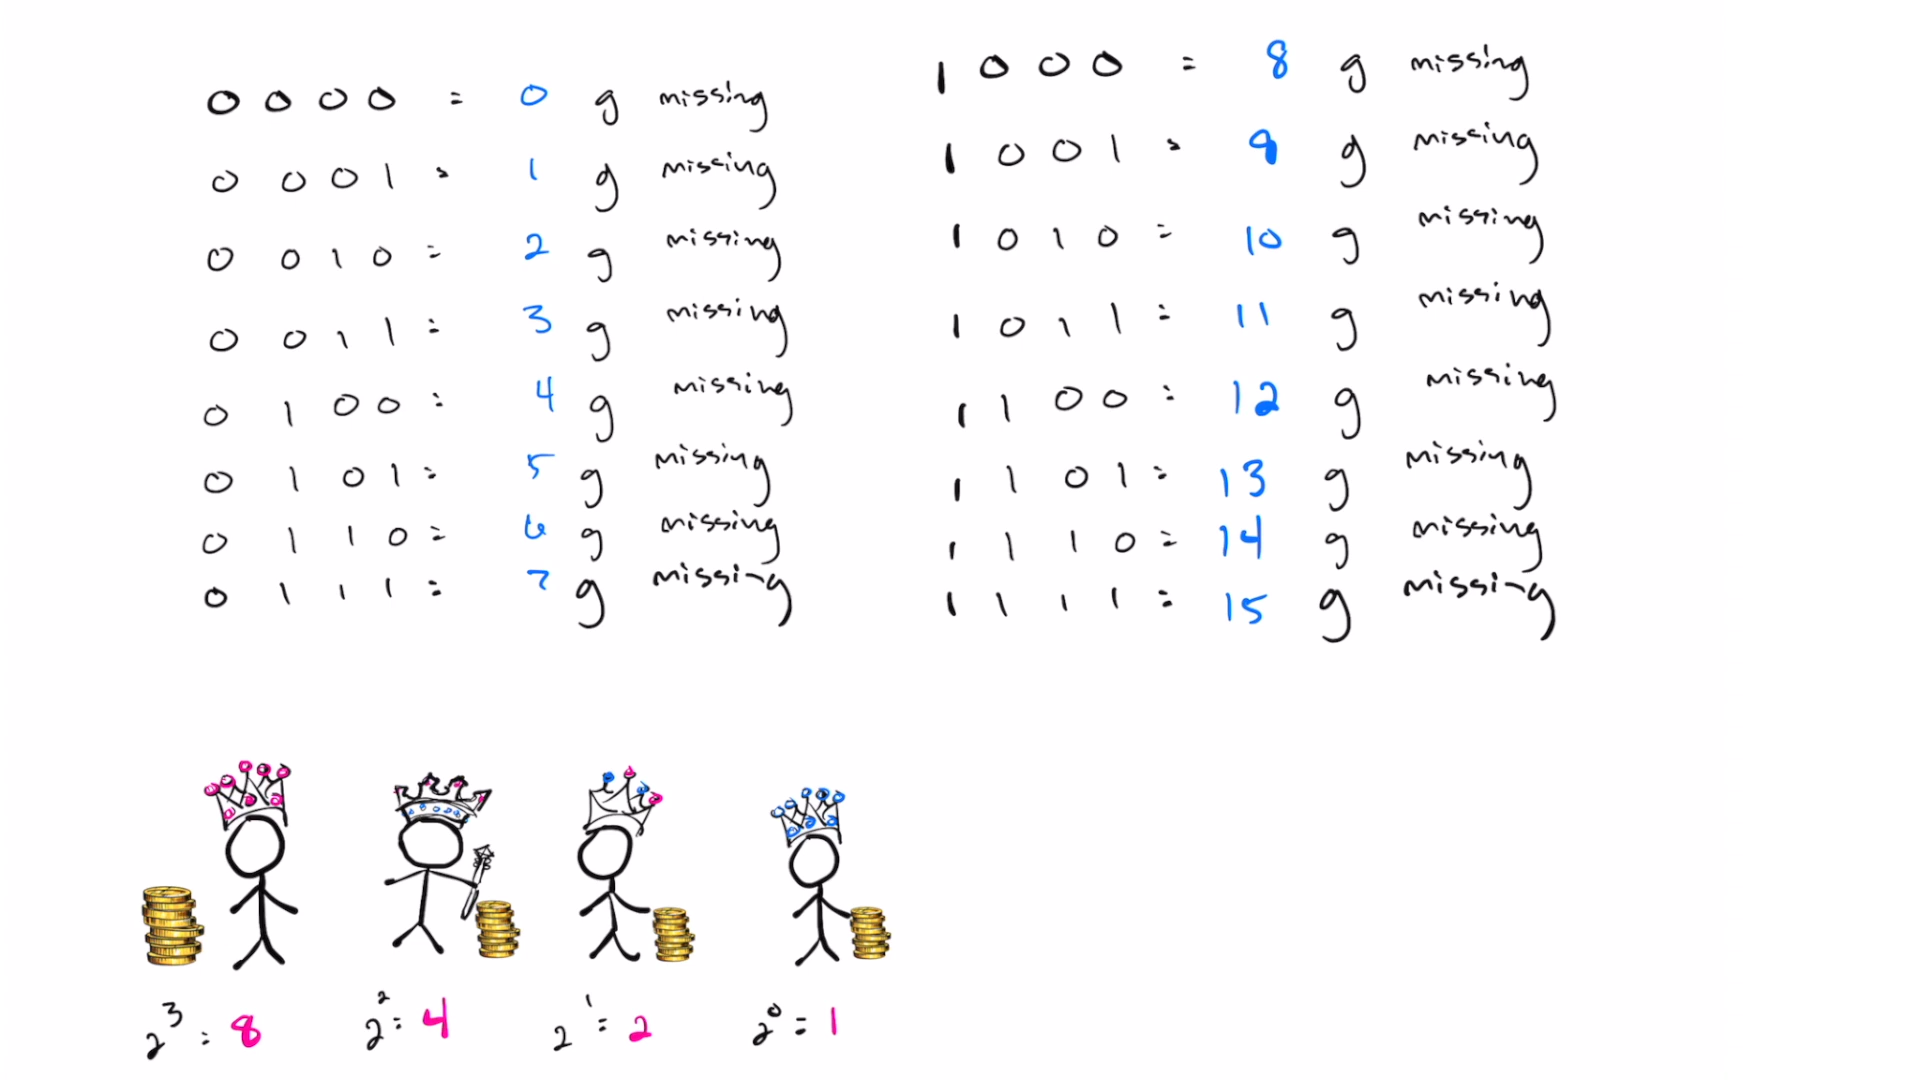 0 0 0 0 = 0 g missing
0 0 0 1 = 1 g missing
0 0 1 0 = 2 g missing
0 0 1 1 = 3 g missing
0 1 0 0 = 4 g missing
0 1 0 1 = 5 g missing
0 1 1 0 = 6 g missing
0 1 1 1 = 7 g missing
1 0 0 0 = 8 g missing
1 0 0 1 = 9 g missing
1 0 1 0 = 10 g missing
1 0 1 1 = 11 g missing
1 1 0 0 = 12 g missing
1 1 0 1 = 13 g missing
1 1 1 0 = 14 g missing
1 1 1 1 = 15 g missing
2³ = 8
2² = 4
2¹ = 2
2⁰ = 1